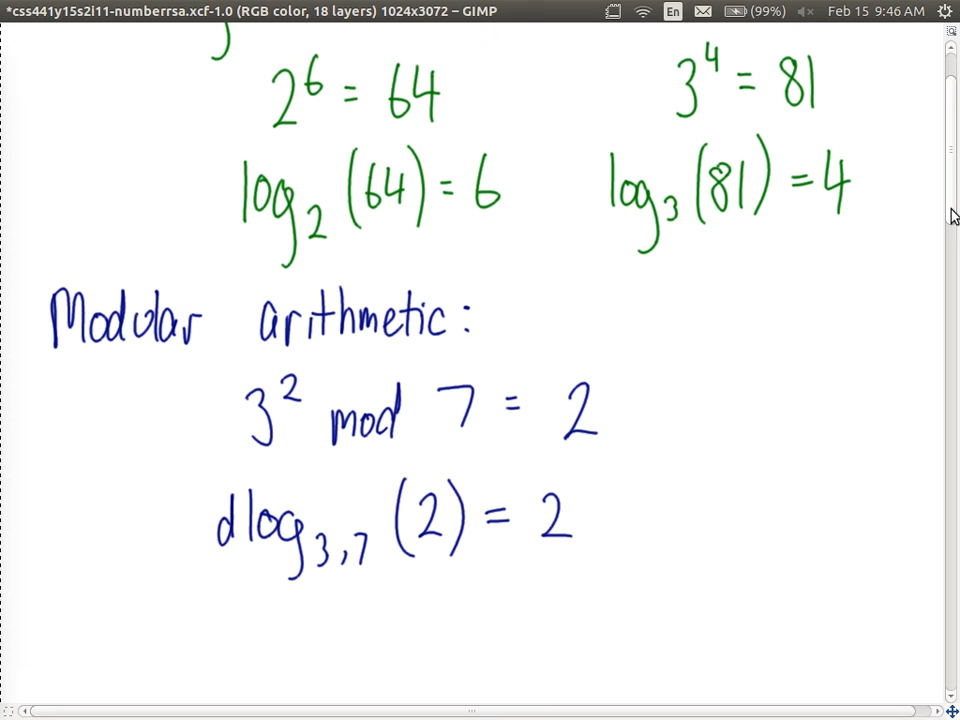 *css441y15s2i11-numberrsa.xcf-1.0 (RGB color, 18 layers) 1024x3072 – GIMP En (99%) Feb 15 9:46 AM
2^6 = 64 3^4 = 81
log_2 (64) = 6 log_3 (81) = 4
Modular arithmetic:
3^2 mod 7 = 2
dlog_3,7 (2) = 2